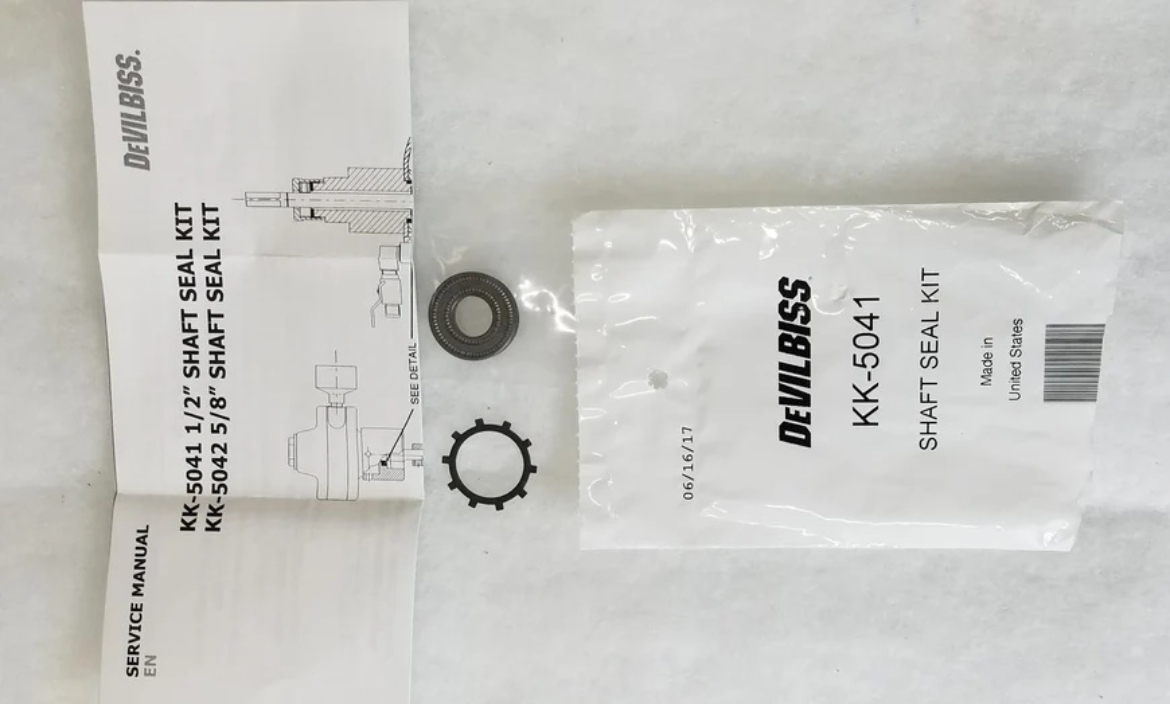 DEVILBISS.
KK-5041 1/2” SHAFT SEAL KIT
KK-5042 5/8” SHAFT SEAL KIT
SEE DETAIL
SERVICE MANUAL
EN
06/16/17
DEVILBISS
KK-5041
SHAFT SEAL KIT
Made in
United States